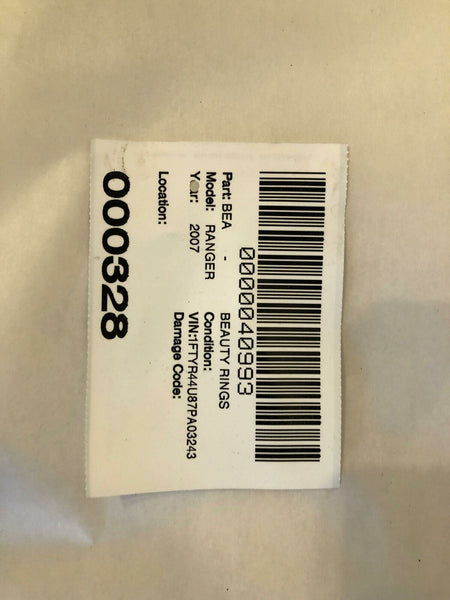 0000040993
Part: BEA - BEAUTY RINGS
Model: RANGER Condition:
Year: 2007 VIN:1FTYR44U87PA03243
Damage Code:
Location:
000328